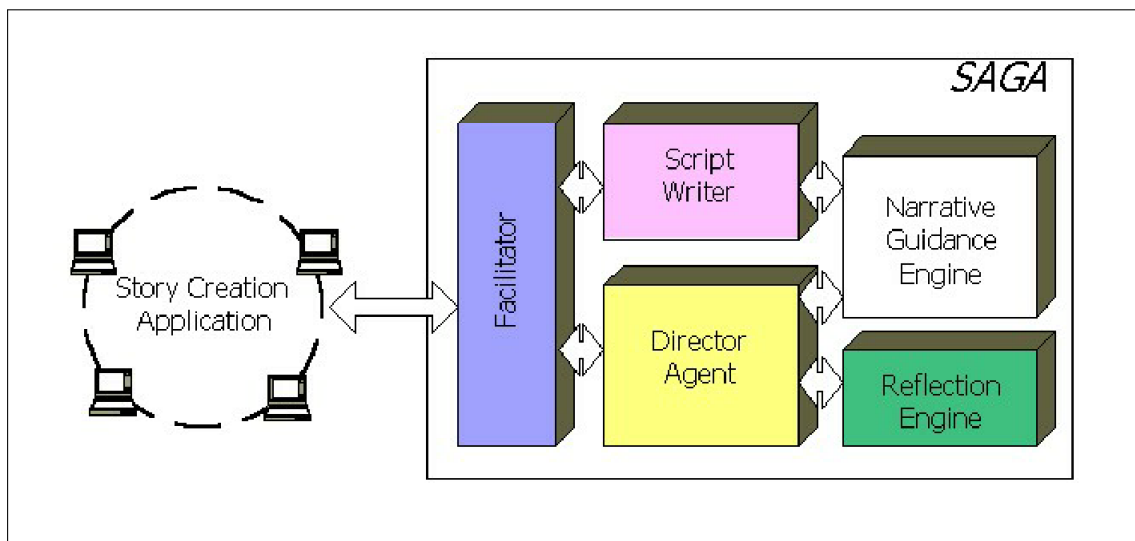 SAGA
Story Creation
Application
Facilitator
Script
Writer
Director
Agent
Narrative
Guidance
Engine
Reflection
Engine